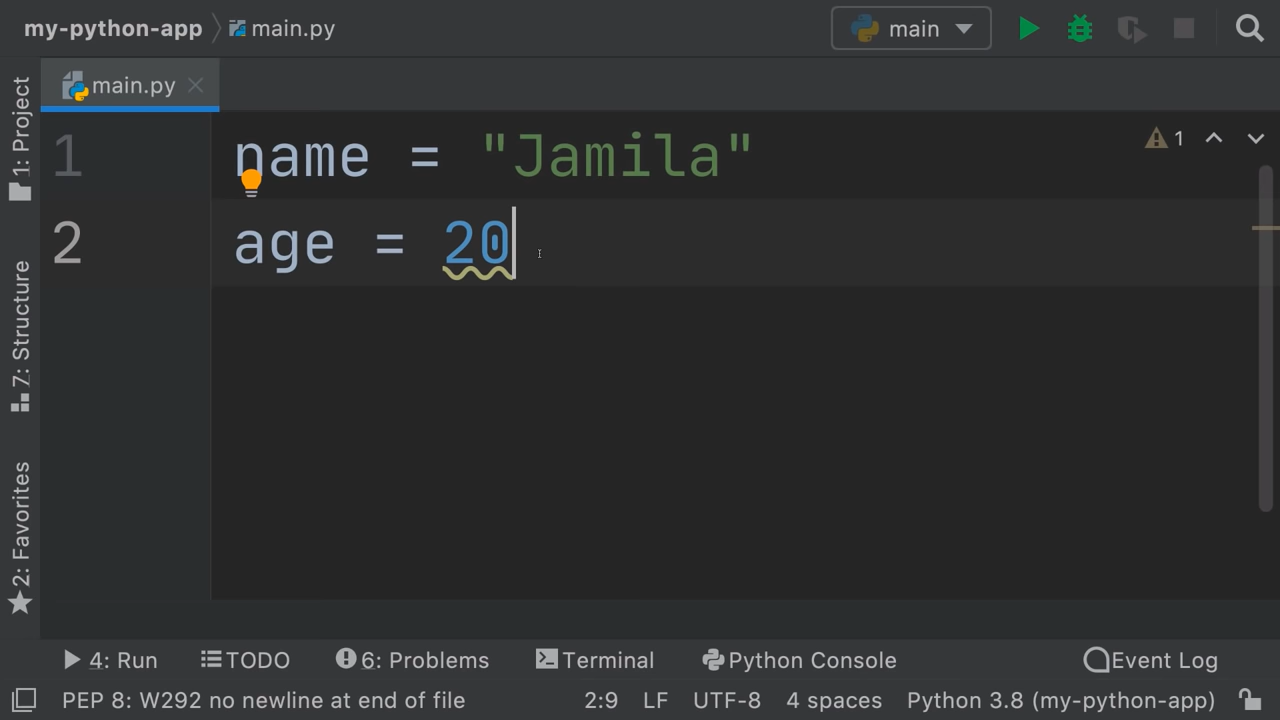 my-python-app main.py
main
main.py
1 name = "Jamila"
1
2 age = 20
1: Project
7: Structure
2: Favorites
4: Run TODO 6: Problems Terminal Python Console Event Log
PEP 8: W292 no newline at end of file 2:9 LF UTF-8 4 spaces Python 3.8 (my-python-app)